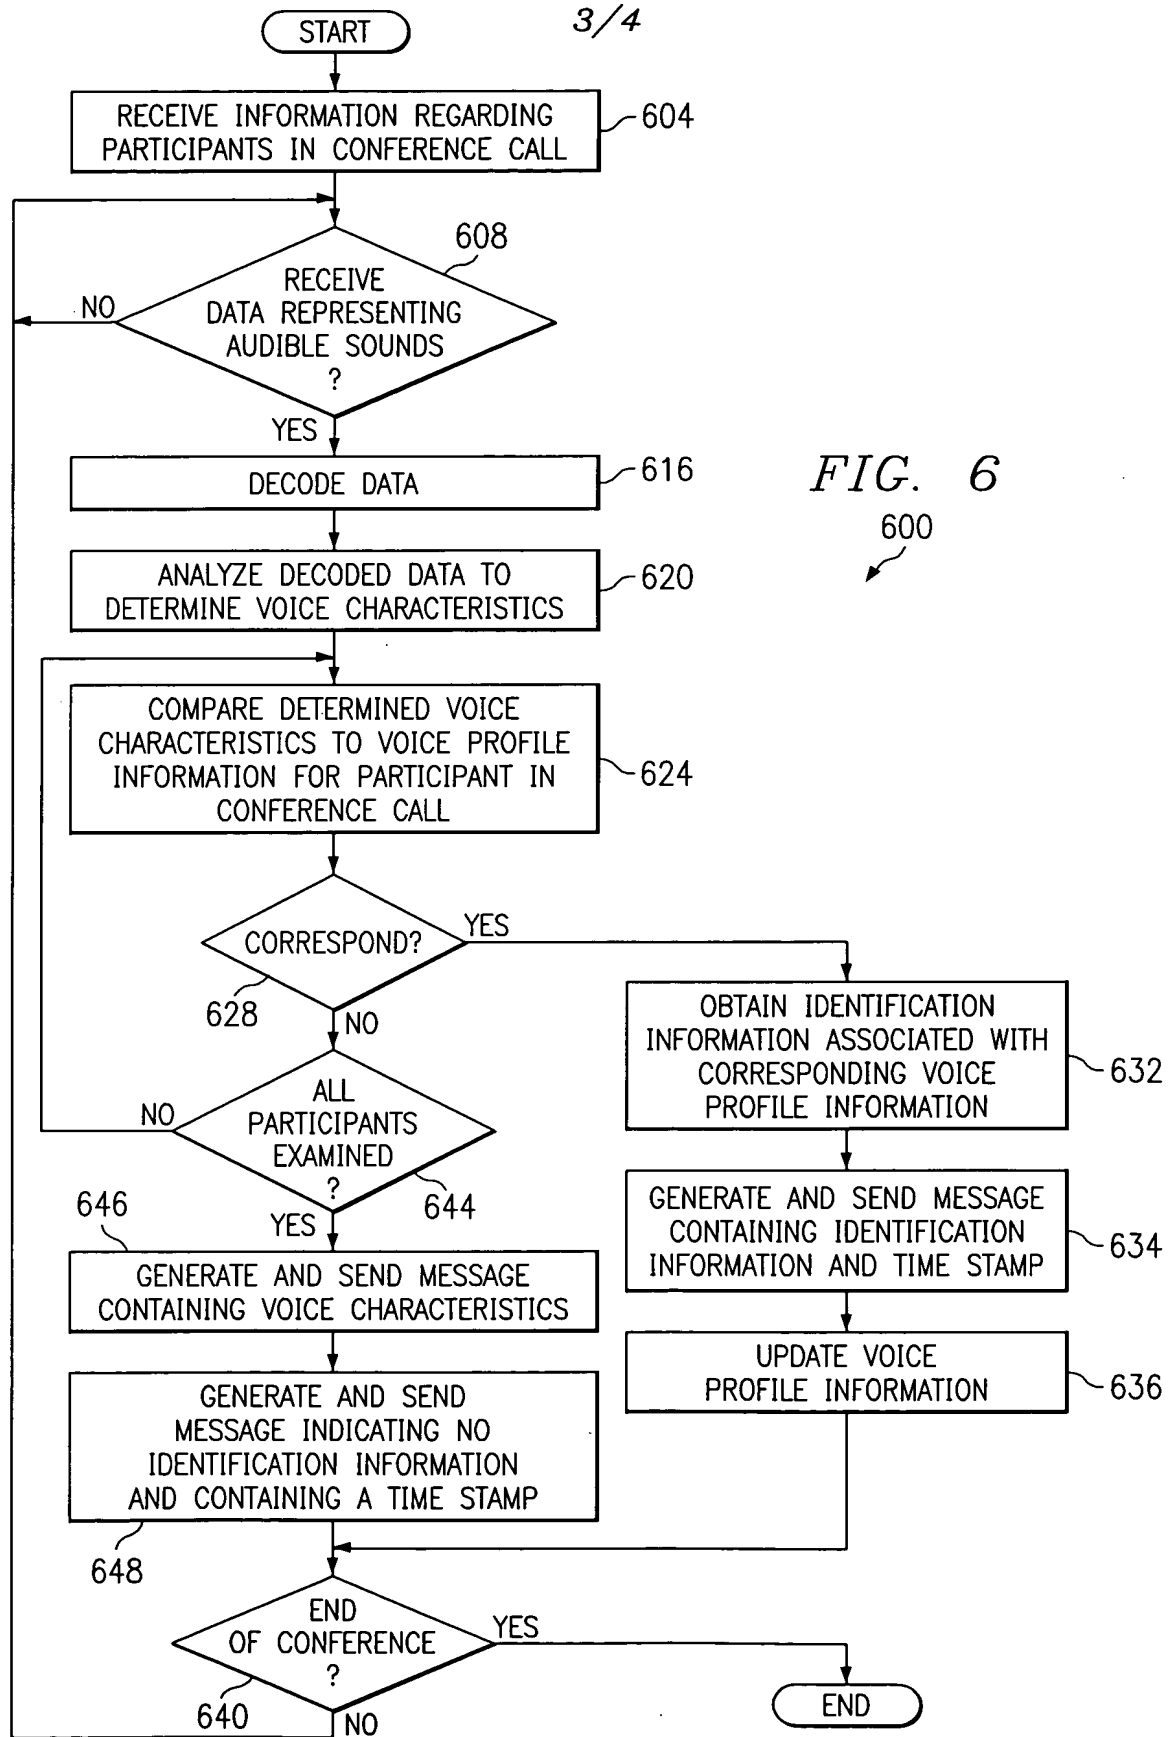 3/4
START
RECEIVE INFORMATION REGARDING
PARTICIPANTS IN CONFERENCE CALL
604
608
RECEIVE
DATA REPRESENTING
AUDIBLE SOUNDS
?
NO
YES
DECODE DATA
616
FIG. 6
600
ANALYZE DECODED DATA TO
DETERMINE VOICE CHARACTERISTICS
620
COMPARE DETERMINED VOICE
CHARACTERISTICS TO VOICE PROFILE
INFORMATION FOR PARTICIPANT IN
CONFERENCE CALL
624
CORRESPOND?
YES
628
NO
OBTAIN IDENTIFICATION
INFORMATION ASSOCIATED WITH
CORRESPONDING VOICE
PROFILE INFORMATION
632
ALL
PARTICIPANTS
EXAMINED
?
NO
644
YES
646
GENERATE AND SEND MESSAGE
CONTAINING VOICE CHARACTERISTICS
GENERATE AND SEND MESSAGE
CONTAINING IDENTIFICATION
INFORMATION AND TIME STAMP
634
UPDATE VOICE
PROFILE INFORMATION
636
GENERATE AND SEND
MESSAGE INDICATING NO
IDENTIFICATION INFORMATION
AND CONTAINING A TIME STAMP
648
END
OF CONFERENCE
?
YES
640
NO
END